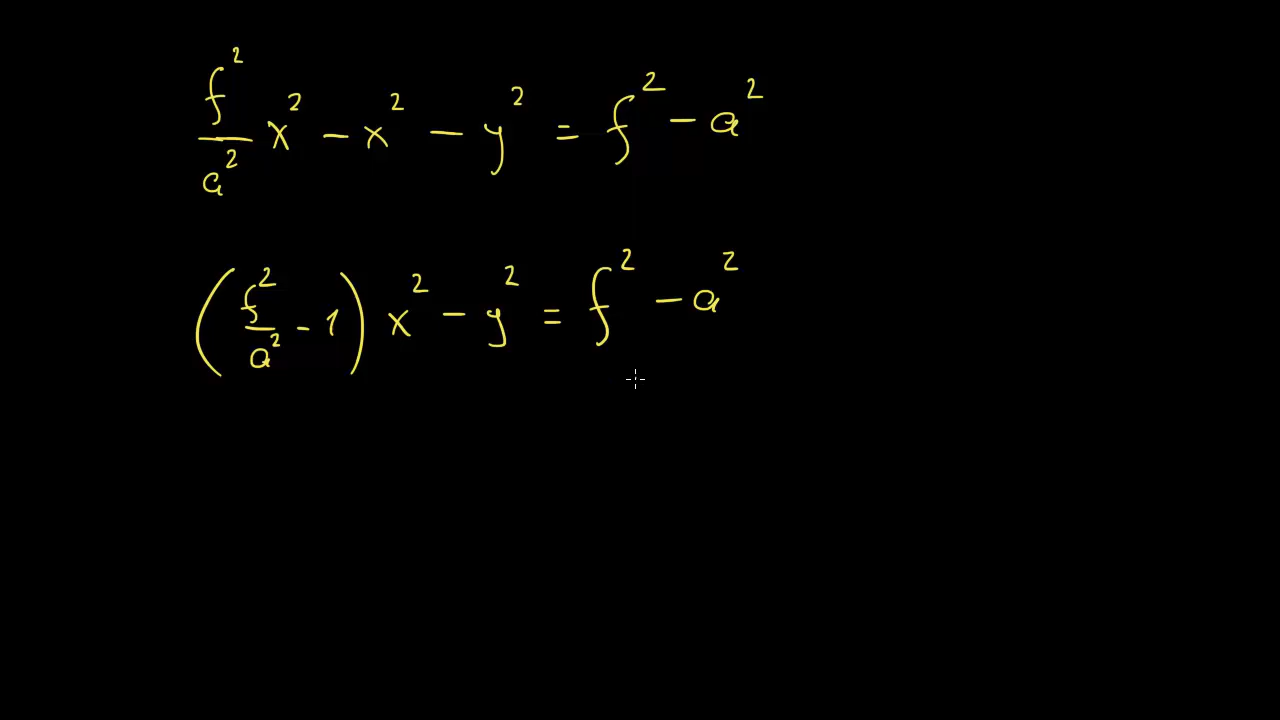 f²/a² x² - x² - y² = f² - a²
(f²/a² - 1) x² - y² = f² - a²